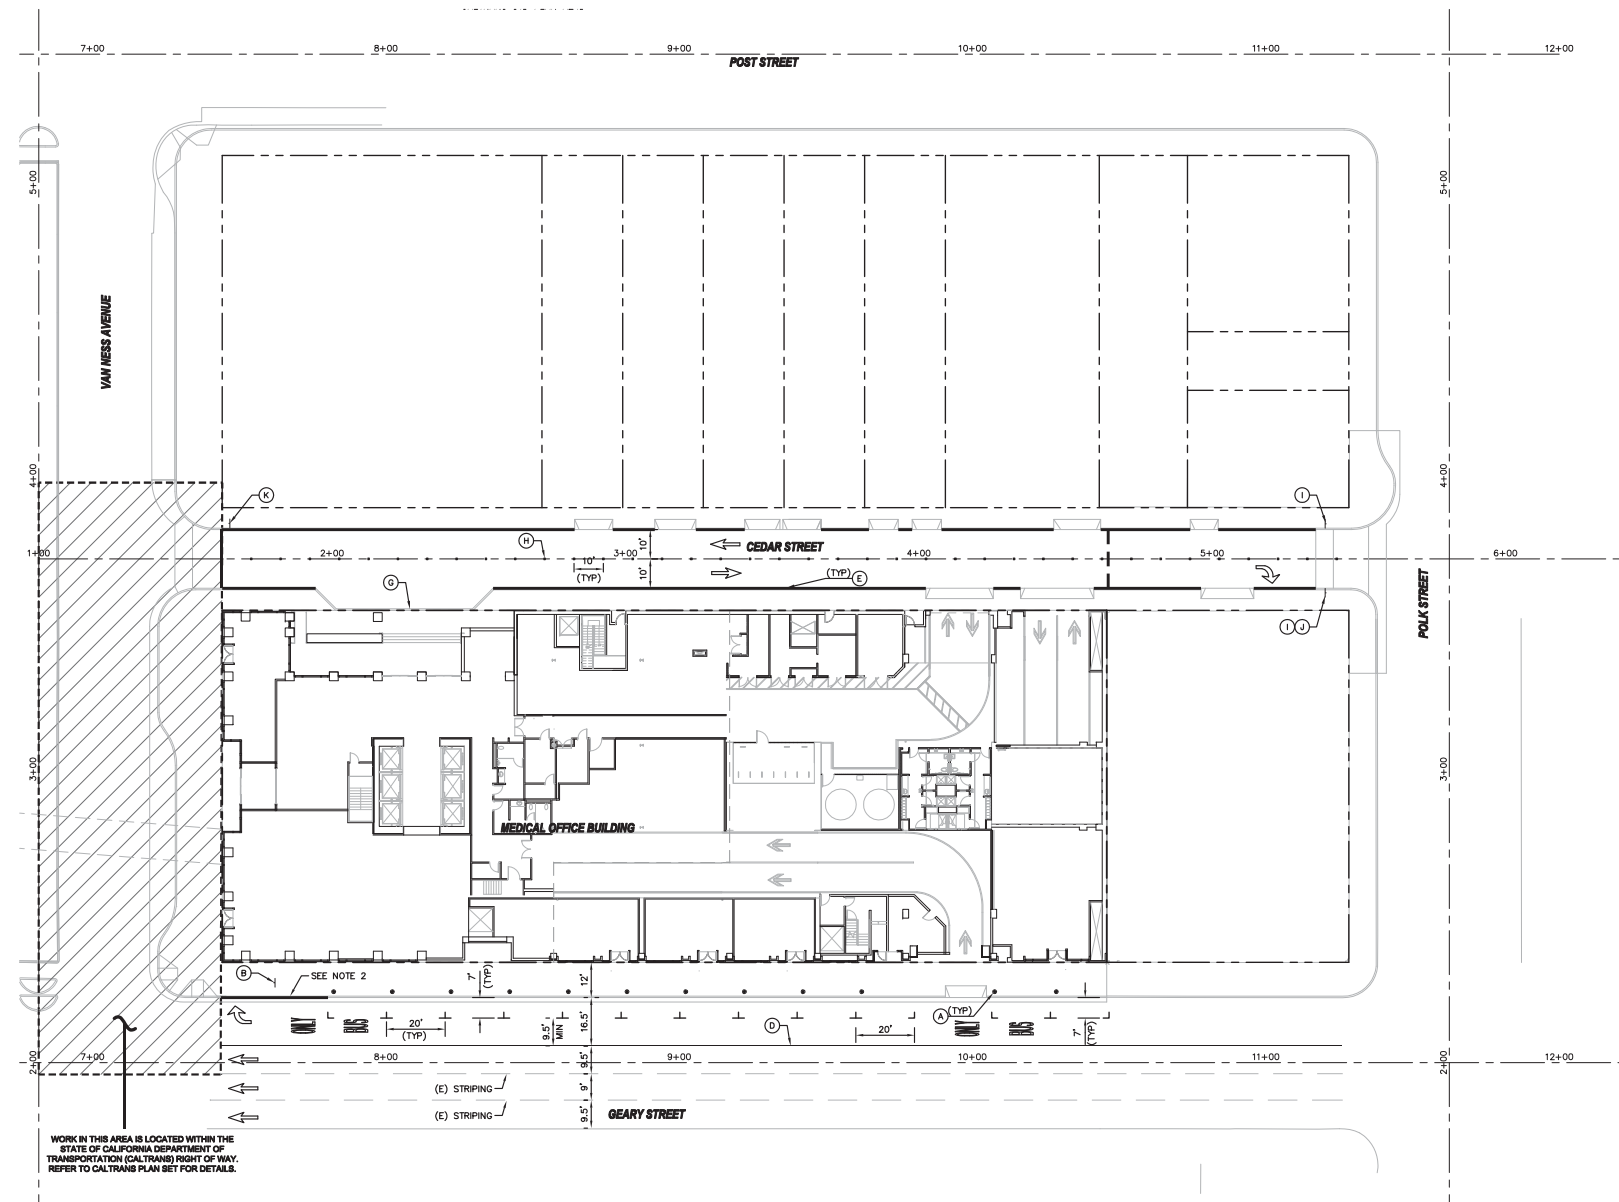 7+00
8+00
9+00
10+00
11+00
12+00
POST STREET
5+00
5+00
VAN NESS AVENUE
4+00
4+00
K
I
1+00
2+00
H
10'
(TYP)
3+00
10'
10'
CEDAR STREET
(TYP)
E
4+00
5+00
6+00
G
I
J
POLK STREET
3+00
3+00
MEDICAL OFFICE BUILDING
B
SEE NOTE 2
7'
(TYP)
12'
A
(TYP)
ONLY
BUS
20'
(TYP)
9.5'
MIN
16.5'
D
20'
ONLY
BUS
7'
(TYP)
2+00
7+00
8+00
9.5'
9+00
10+00
11+00
2+00
12+00
(E) STRIPING
9'
(E) STRIPING
9.5'
GEARY STREET
WORK IN THIS AREA IS LOCATED WITHIN THE
STATE OF CALIFORNIA DEPARTMENT OF
TRANSPORTATION (CALTRANS) RIGHT OF WAY.
REFER TO CALTRANS PLAN SET FOR DETAILS.